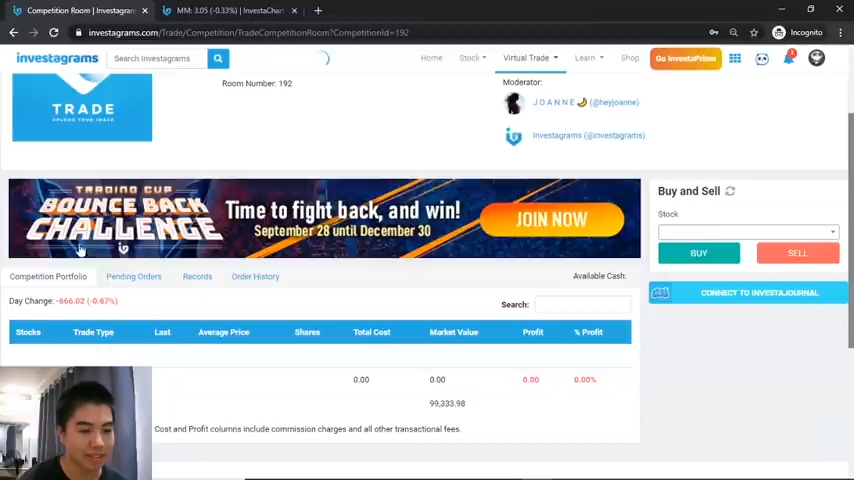 Competition Room | Investagrams
MM: 3.05 (-0.33%) | InvestaChart
investagrams.com/Trade/Competition/TradeCompetitionRoom?CompetitionId=192
Incognito
investagrams
Search Investagrams
Home
Stock
Virtual Trade
Learn
Shop
Go InvestaPrime
1
TRADE
UPLOAD YOUR IMAGE
Room Number: 192
Moderator:
J O A N N E 🌙 (@heyjoanne)
Investagrams (@investagrams)
TRADING CUP
BOUNCE BACK
CHALLENGE
Time to fight back, and win!
September 28 until December 30
JOIN NOW
Buy and Sell
Stock
BUY
SELL
CONNECT TO INVESTAJOURNAL
Competition Portfolio
Pending Orders
Records
Order History
Available Cash:
Day Change: -666.02 (-0.67%)
Search:
Stocks
Trade Type
Last
Average Price
Shares
Total Cost
Market Value
Profit
% Profit
0.00
0.00
0.00
0.00%
99,333.98
Cost and Profit columns include commission charges and all other transactional fees.